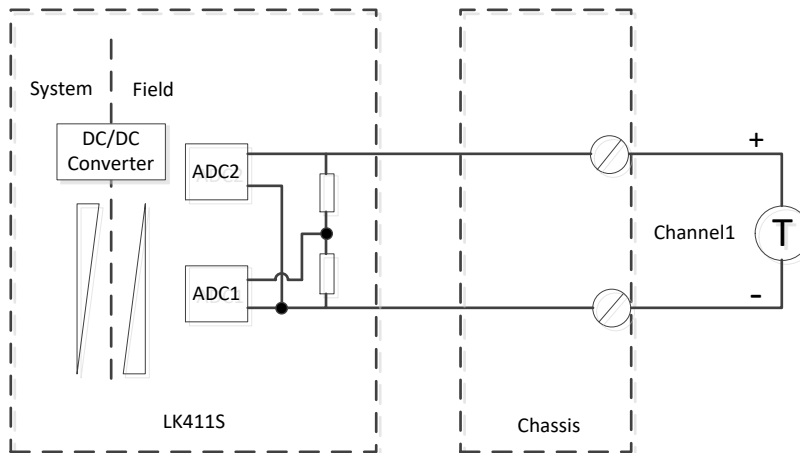 System
Field
DC/DC
Converter
ADC2
ADC1
LK411S
Chassis
+
Channel1
T
-